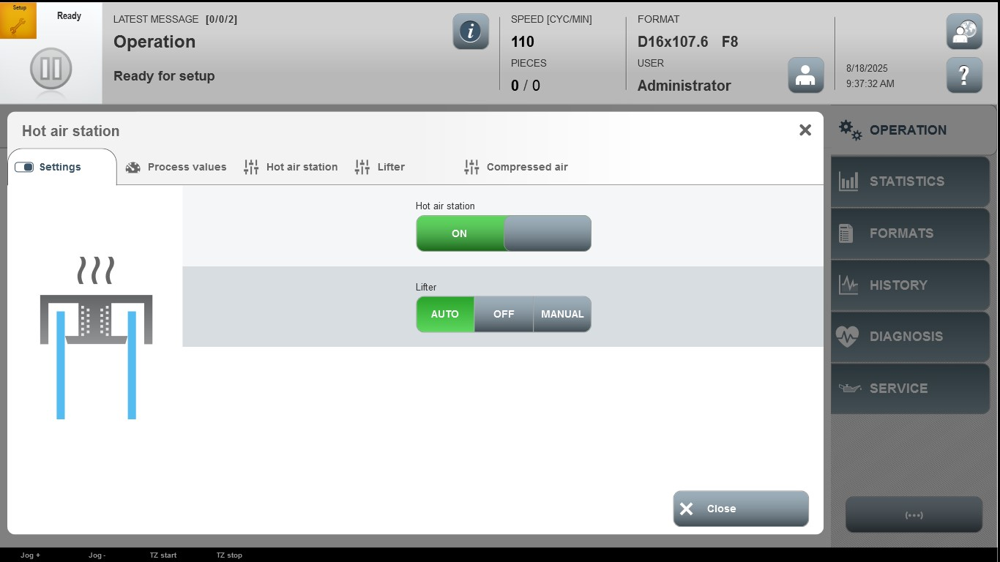 Setup
Ready
LATEST MESSAGE [0/0/2]
Operation
Ready for setup
i
SPEED [CYC/MIN]
110
PIECES
0 / 0
FORMAT
D16x107.6 F8
USER
Administrator
8/18/2025
9:37:32 AM
?
Hot air station
Settings
Process values
Hot air station
Lifter
Compressed air
Hot air station
ON
Lifter
AUTO OFF MANUAL
Close
OPERATION
STATISTICS
FORMATS
HISTORY
DIAGNOSIS
SERVICE
(•••)
Jog + Jog - TZ start TZ stop